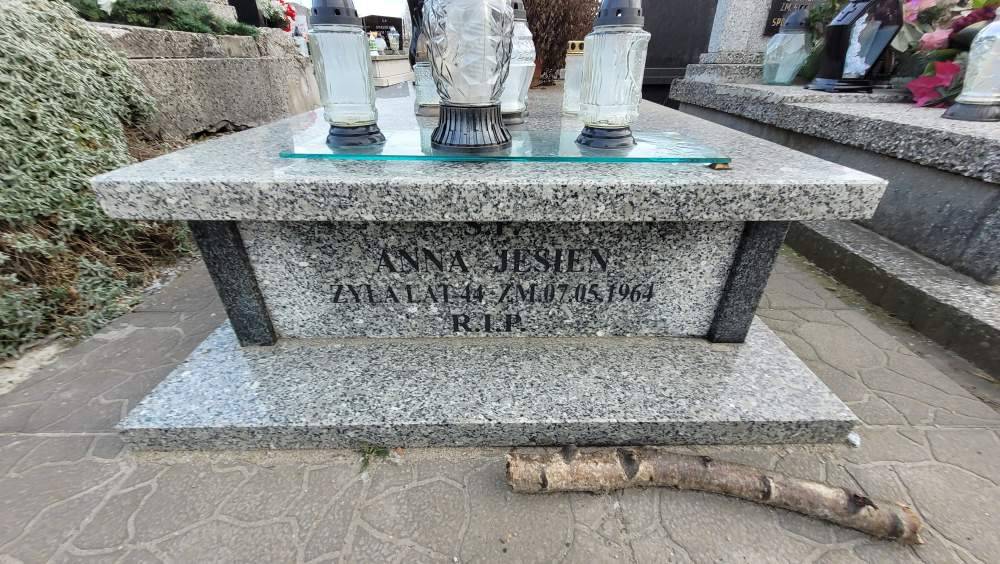 ANNA JESIEŃ
ŻYŁA LAT 44 ZM.07.05.1964
R.I.P.